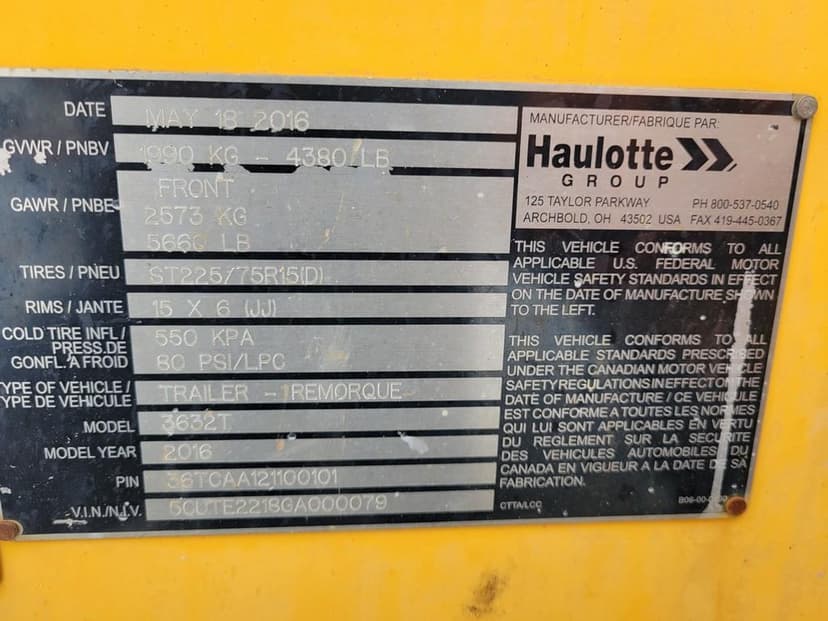 DATE MAY 18 2016
GVWR / PNBV 1990 KG - 4380 LB
GAWR / PNBE FRONT
2573 KG
5660 LB
TIRES / PNEU ST225/75R15(D)
RIMS / JANTE 15 X 6 (JJ)
COLD TIRE INFL / 550 KPA
PRESS.DE
GONFL.A FROID 80 PSI/LPC
TYPE OF VEHICLE / TRAILER - REMORQUE
TYPE DE VEHICULE
MODEL 3632T
MODEL YEAR 2016
PIN
V.I.N./N.I.V.
MANUFACTURER/FABRIQUE PAR:
Haulotte
GROUP
125 TAYLOR PARKWAY PH 800-537-0540
ARCHBOLD, OH 43502 USA FAX 419-445-0367
THIS VEHICLE CONFORMS TO ALL
APPLICABLE U.S. FEDERAL MOTOR
VEHICLE SAFETY STANDARDS IN EFFECT
ON THE DATE OF MANUFACTURE SHOWN
TO THE LEFT.
THIS VEHICLE CONFORMS TO ALL
APPLICABLE STANDARDS PRESCRIBED
UNDER THE CANADIAN MOTOR VEHICLE
SAFETY REGULATIONS IN EFFECT ON THE
DATE OF MANUFACTURE / CE VEHICULE
EST CONFORME A TOUTES LES NORMES
QUI LUI SONT APPLICABLES EN VERTU
DU REGLEMENT SUR LA SECURITE
DES VEHICULES AUTOMOBILES DU
CANADA EN VIGUEUR A LA DATE DE SA
FABRICATION.